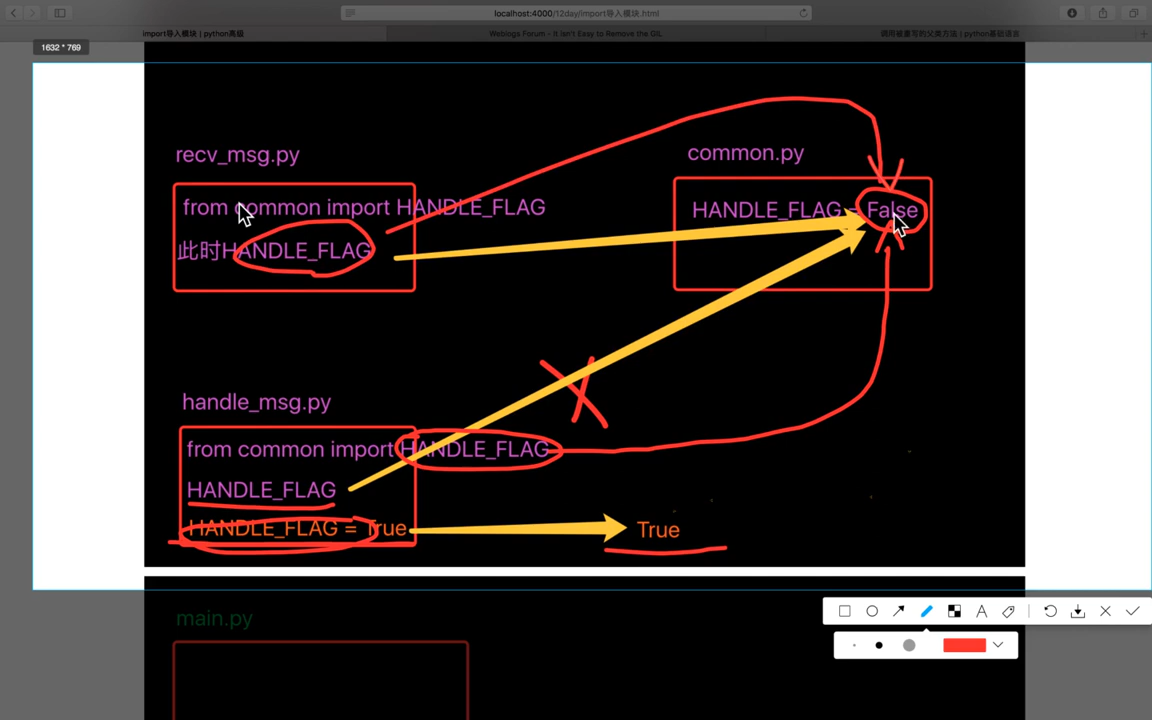 localhost:4000/12day/import导入模块.html
import导入模块 | python高级
Weblogs Forum - It isn't Easy to Remove the GIL
调用被重写的父类方法 | python基础语言
1632 * 769
recv_msg.py
common.py
from common import HANDLE_FLAG
HANDLE_FLAG = False
此时HANDLE_FLAG
handle_msg.py
from common import HANDLE_FLAG
HANDLE_FLAG
HANDLE_FLAG = True
True
main.py
A